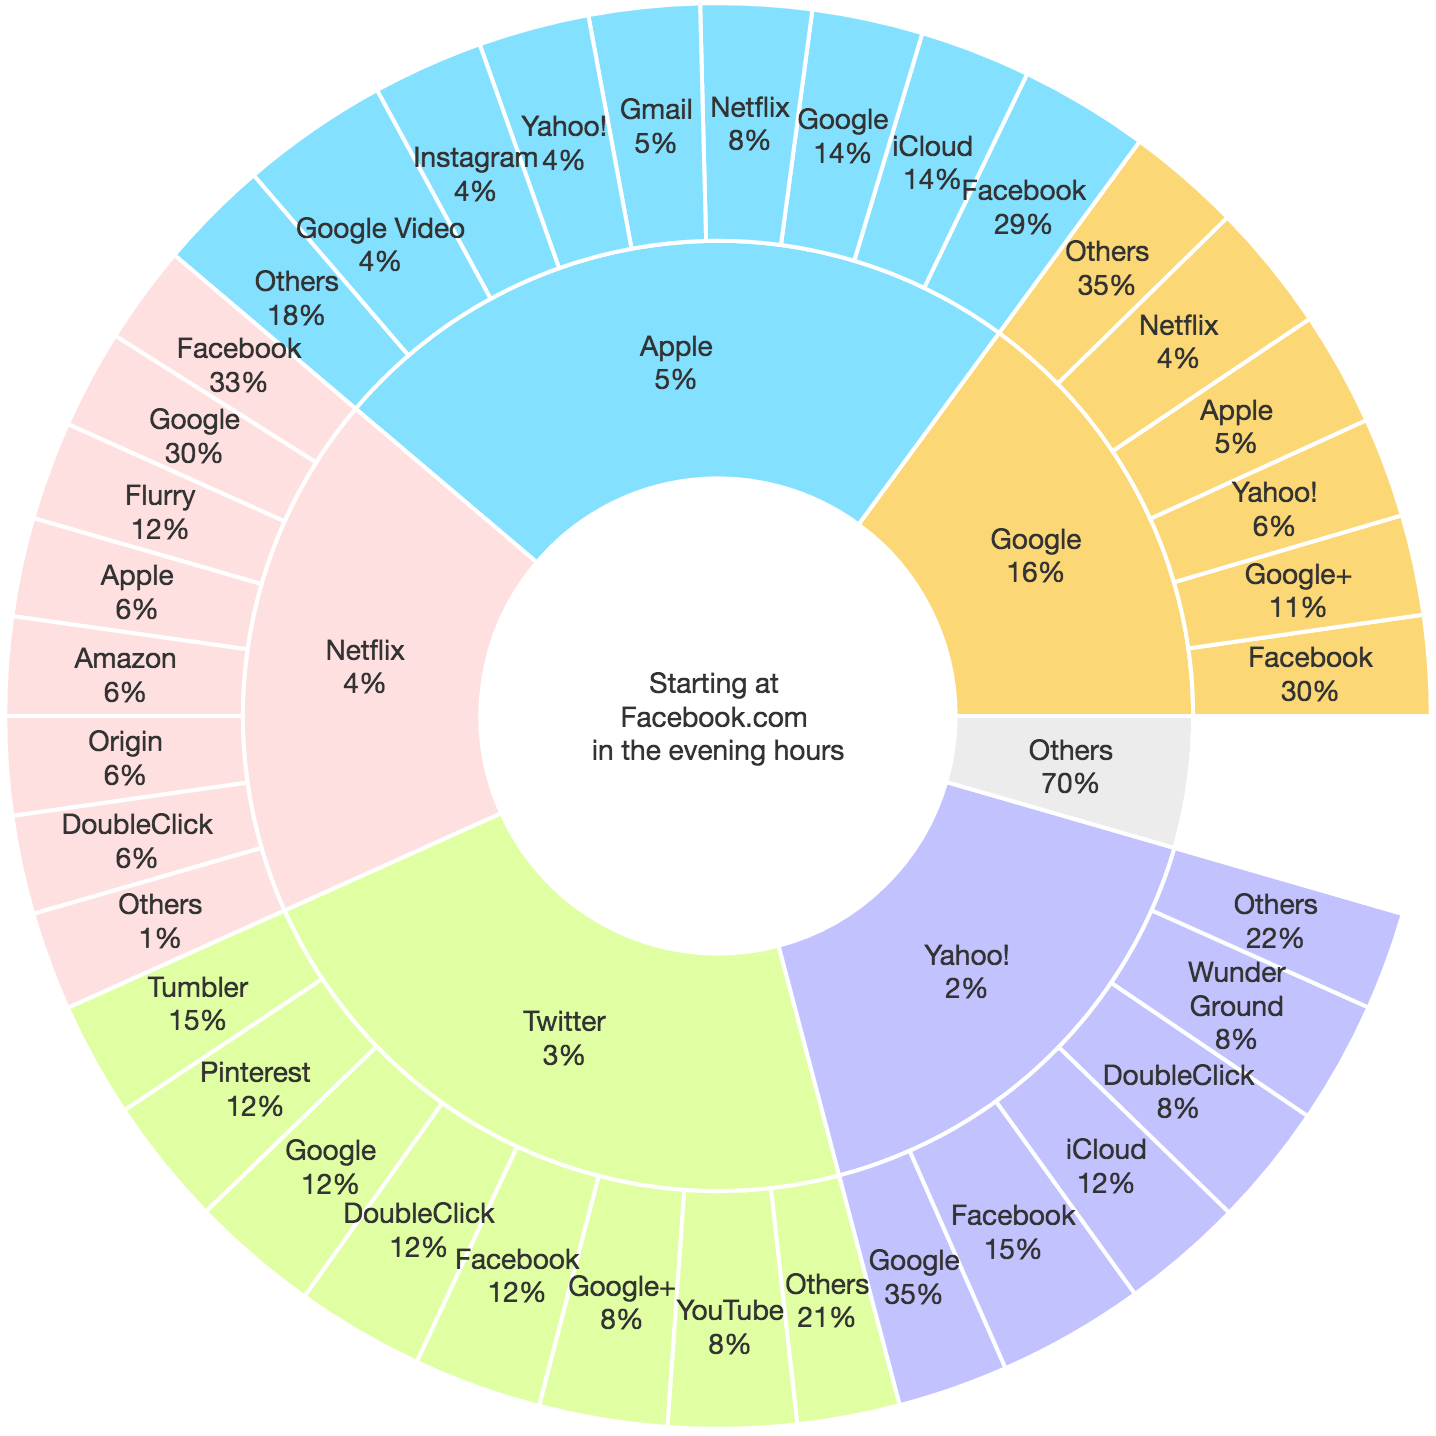 Starting at
Facebook.com
in the evening hours
Apple
5%
Google
16%
Others
70%
Yahoo!
2%
Twitter
3%
Netflix
4%
Others
18%
Google Video
4%
Instagram
4%
Yahoo!
4%
Gmail
5%
Netflix
8%
Google
14%
iCloud
14%
Facebook
29%
Others
35%
Netflix
4%
Apple
5%
Yahoo!
6%
Google+
11%
Facebook
30%
Others
22%
Wunder
Ground
8%
DoubleClick
8%
iCloud
12%
Facebook
15%
Google
35%
Others
21%
YouTube
8%
Google+
8%
Facebook
12%
DoubleClick
12%
Google
12%
Pinterest
12%
Tumbler
15%
Others
1%
DoubleClick
6%
Origin
6%
Amazon
6%
Apple
6%
Flurry
12%
Google
30%
Facebook
33%